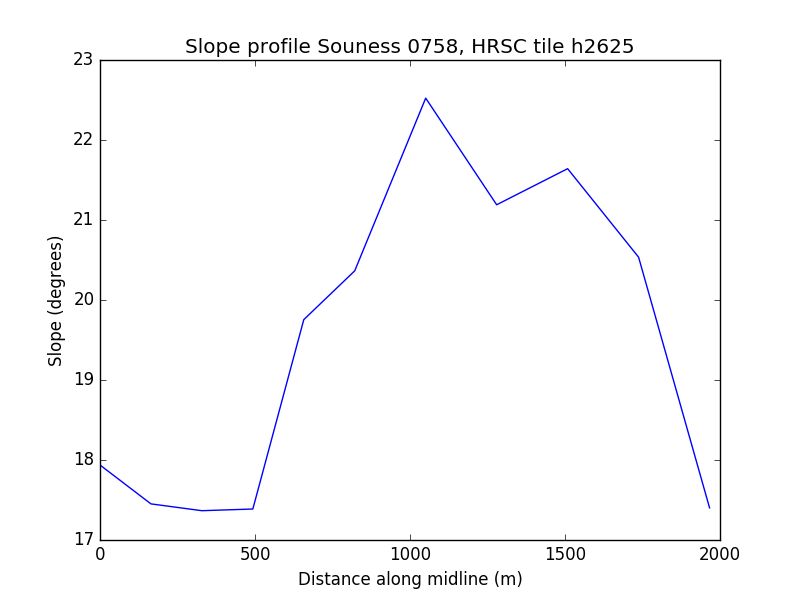 Slope profile Souness 0758, HRSC tile h2625
23
22
21
20
19
18
17
Slope (degrees)
0 500 1000 1500 2000
Distance along midline (m)